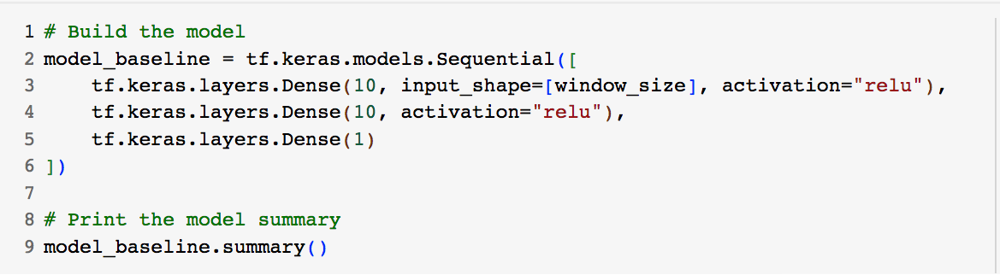 1 # Build the model
2 model_baseline = tf.keras.models.Sequential([
3     tf.keras.layers.Dense(10, input_shape=[window_size], activation="relu"),
4     tf.keras.layers.Dense(10, activation="relu"),
5     tf.keras.layers.Dense(1)
6 ])
7
8 # Print the model summary
9 model_baseline.summary()